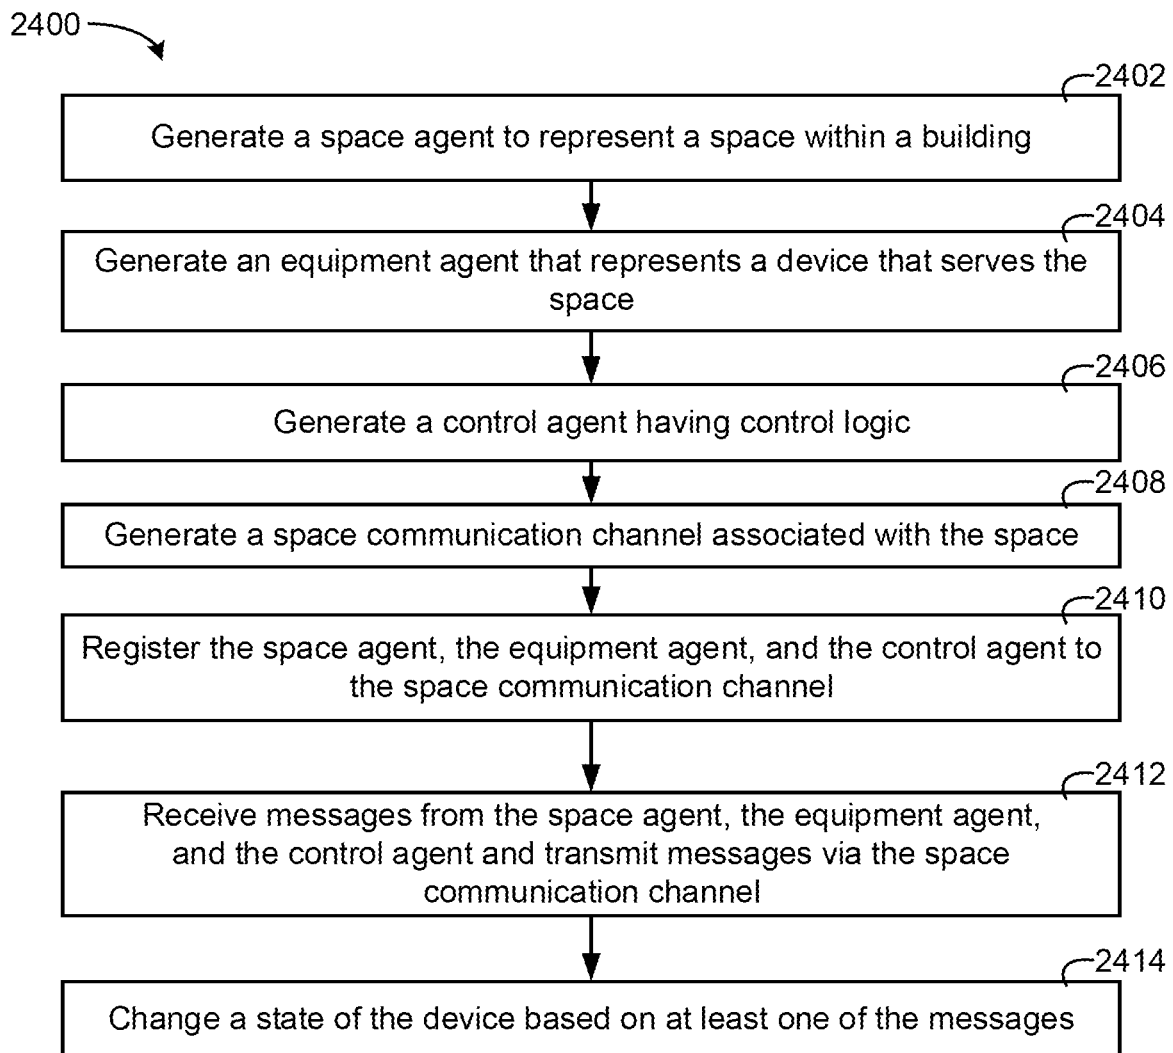 2400
2402
Generate a space agent to represent a space within a building
2404
Generate an equipment agent that represents a device that serves the
space
2406
Generate a control agent having control logic
2408
Generate a space communication channel associated with the space
2410
Register the space agent, the equipment agent, and the control agent to
the space communication channel
2412
Receive messages from the space agent, the equipment agent,
and the control agent and transmit messages via the space
communication channel
2414
Change a state of the device based on at least one of the messages